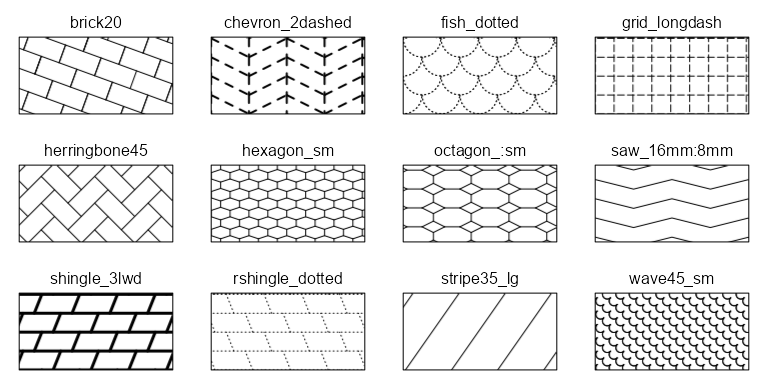 brick20 chevron_2dashed fish_dotted grid_longdash
herringbone45 hexagon_sm octagon_:sm saw_16mm:8mm
shingle_3lwd rshingle_dotted stripe35_lg wave45_sm